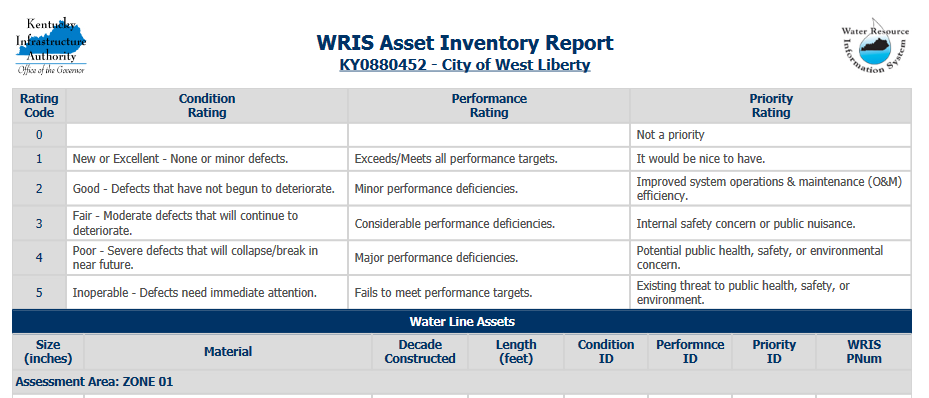 Kentucky
Infrastructure
Authority
Office of the Governor
WRIS Asset Inventory Report
KY0880452 - City of West Liberty
Water Resource
Information System
Rating Code Condition Rating Performance Rating Priority Rating
0 Not a priority
1 New or Excellent - None or minor defects. Exceeds/Meets all performance targets. It would be nice to have.
2 Good - Defects that have not begun to deteriorate. Minor performance deficiencies. Improved system operations & maintenance (O&M) efficiency.
3 Fair - Moderate defects that will continue to deteriorate. Considerable performance deficiencies. Internal safety concern or public nuisance.
4 Poor - Severe defects that will collapse/break in near future. Major performance deficiencies. Potential public health, safety, or environmental concern.
5 Inoperable - Defects need immediate attention. Fails to meet performance targets. Existing threat to public health, safety, or environment.
Water Line Assets
Size (inches) Material Decade Constructed Length (feet) Condition ID Performnce ID Priority ID WRIS PNum
Assessment Area: ZONE 01